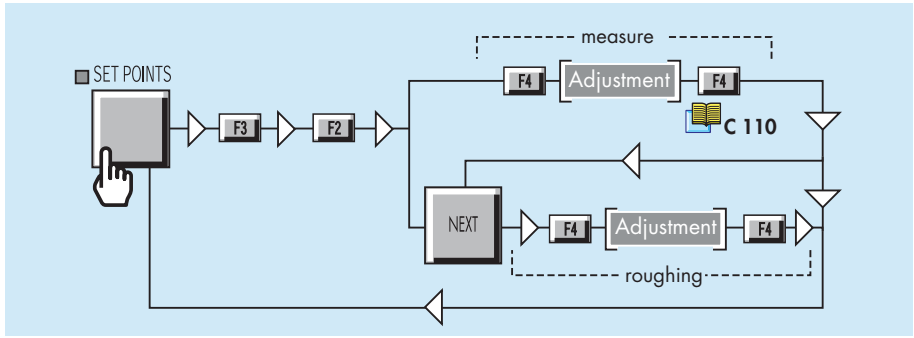 measure
SET POINTS
F4 Adjustment F4
F3 F2
C 110
NEXT
F4 Adjustment F4
roughing